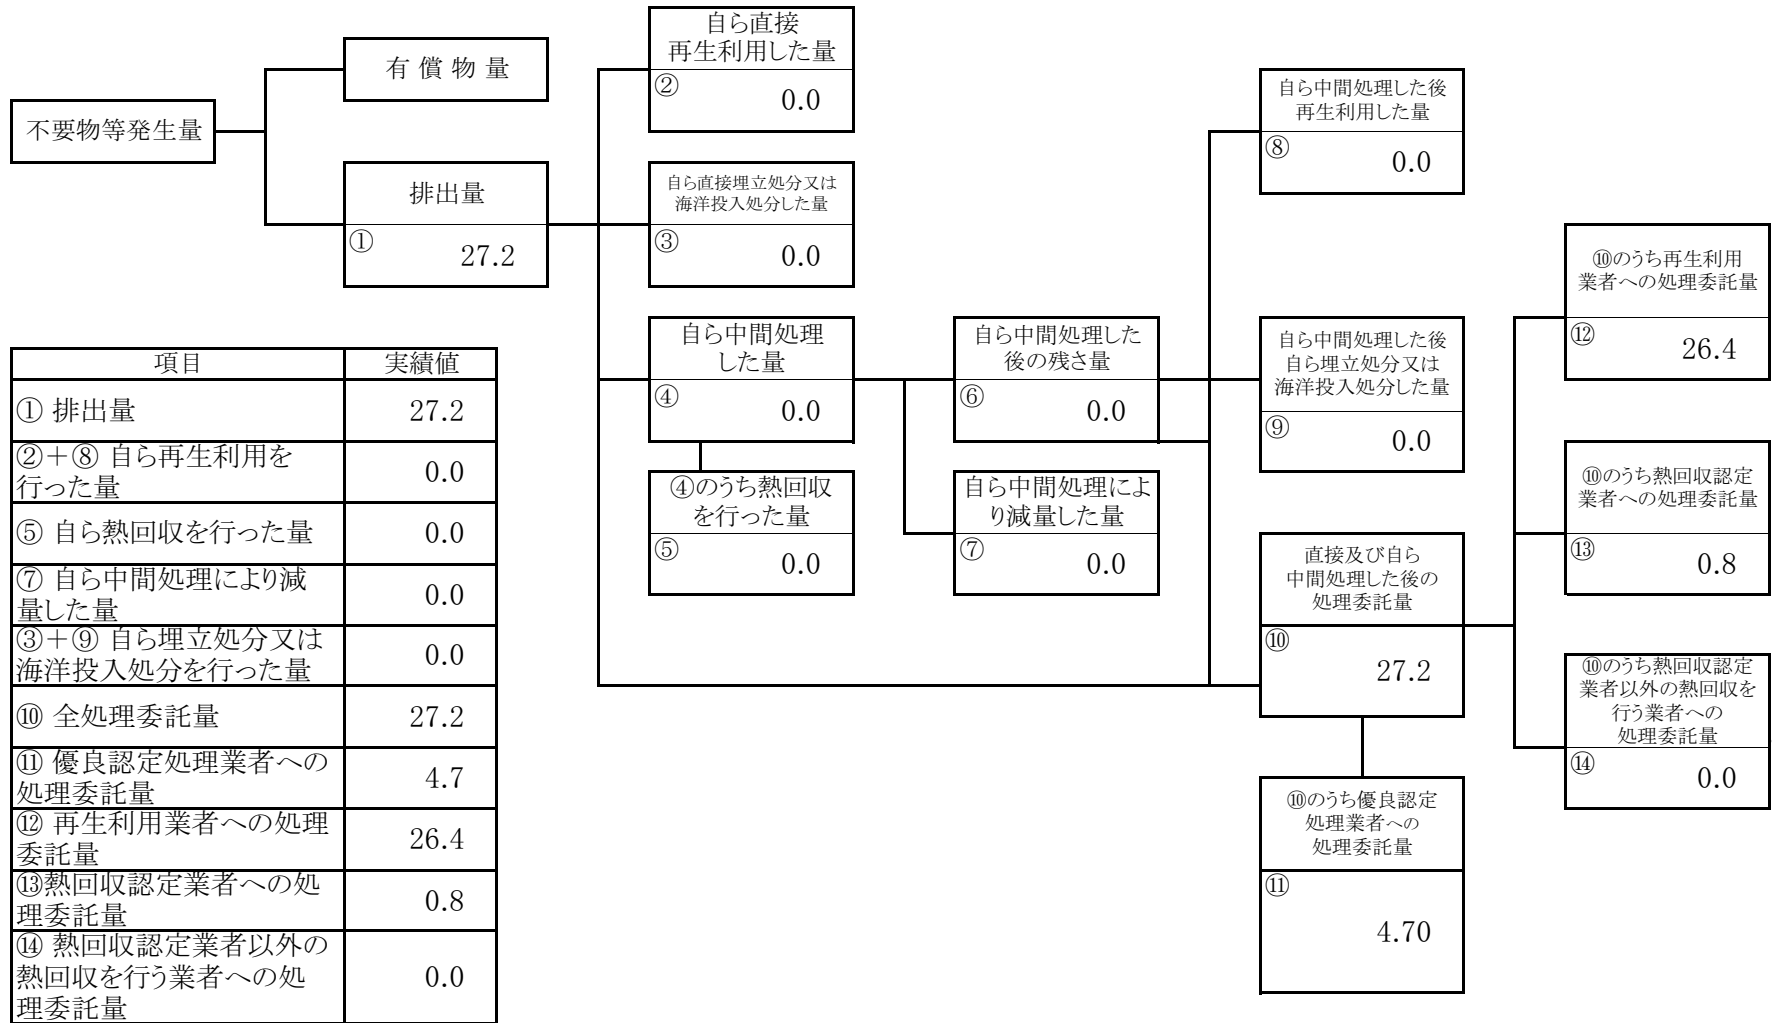 不要物等発生量
有 償 物 量
排出量
①
27.2
自ら直接
再生利用した量
②
0.0
自ら直接埋立処分又は
海洋投入処分した量
③
0.0
自ら中間処理
した量
④
0.0
④のうち熱回収
を行った量
⑤
0.0
自ら中間処理した
後の残さ量
⑥
0.0
自ら中間処理によ
り減量した量
⑦
0.0
自ら中間処理した後
再生利用した量
⑧
0.0
自ら中間処理した後
自ら埋立処分又は
海洋投入処分した量
⑨
0.0
直接及び自ら
中間処理した後の
処理委託量
⑩
27.2
⑩のうち優良認定
処理業者への
処理委託量
⑪
4.70
⑩のうち再生利用
業者への処理委託量
⑫
26.4
⑩のうち熱回収認定
業者への処理委託量
⑬
0.8
⑩のうち熱回収認定
業者以外の熱回収を
行う業者への
処理委託量
⑭
0.0
項目 実績値
① 排出量 27.2
②＋⑧ 自ら再生利用を
行った量 0.0
⑤ 自ら熱回収を行った量 0.0
⑦ 自ら中間処理により減
量した量 0.0
③＋⑨ 自ら埋立処分又は
海洋投入処分を行った量 0.0
⑩ 全処理委託量 27.2
⑪ 優良認定処理業者への
処理委託量 4.7
⑫ 再生利用業者への処理
委託量 26.4
⑬熱回収認定業者への処
理委託量 0.8
⑭ 熱回収認定業者以外の
熱回収を行う業者への処 0.0
理委託量